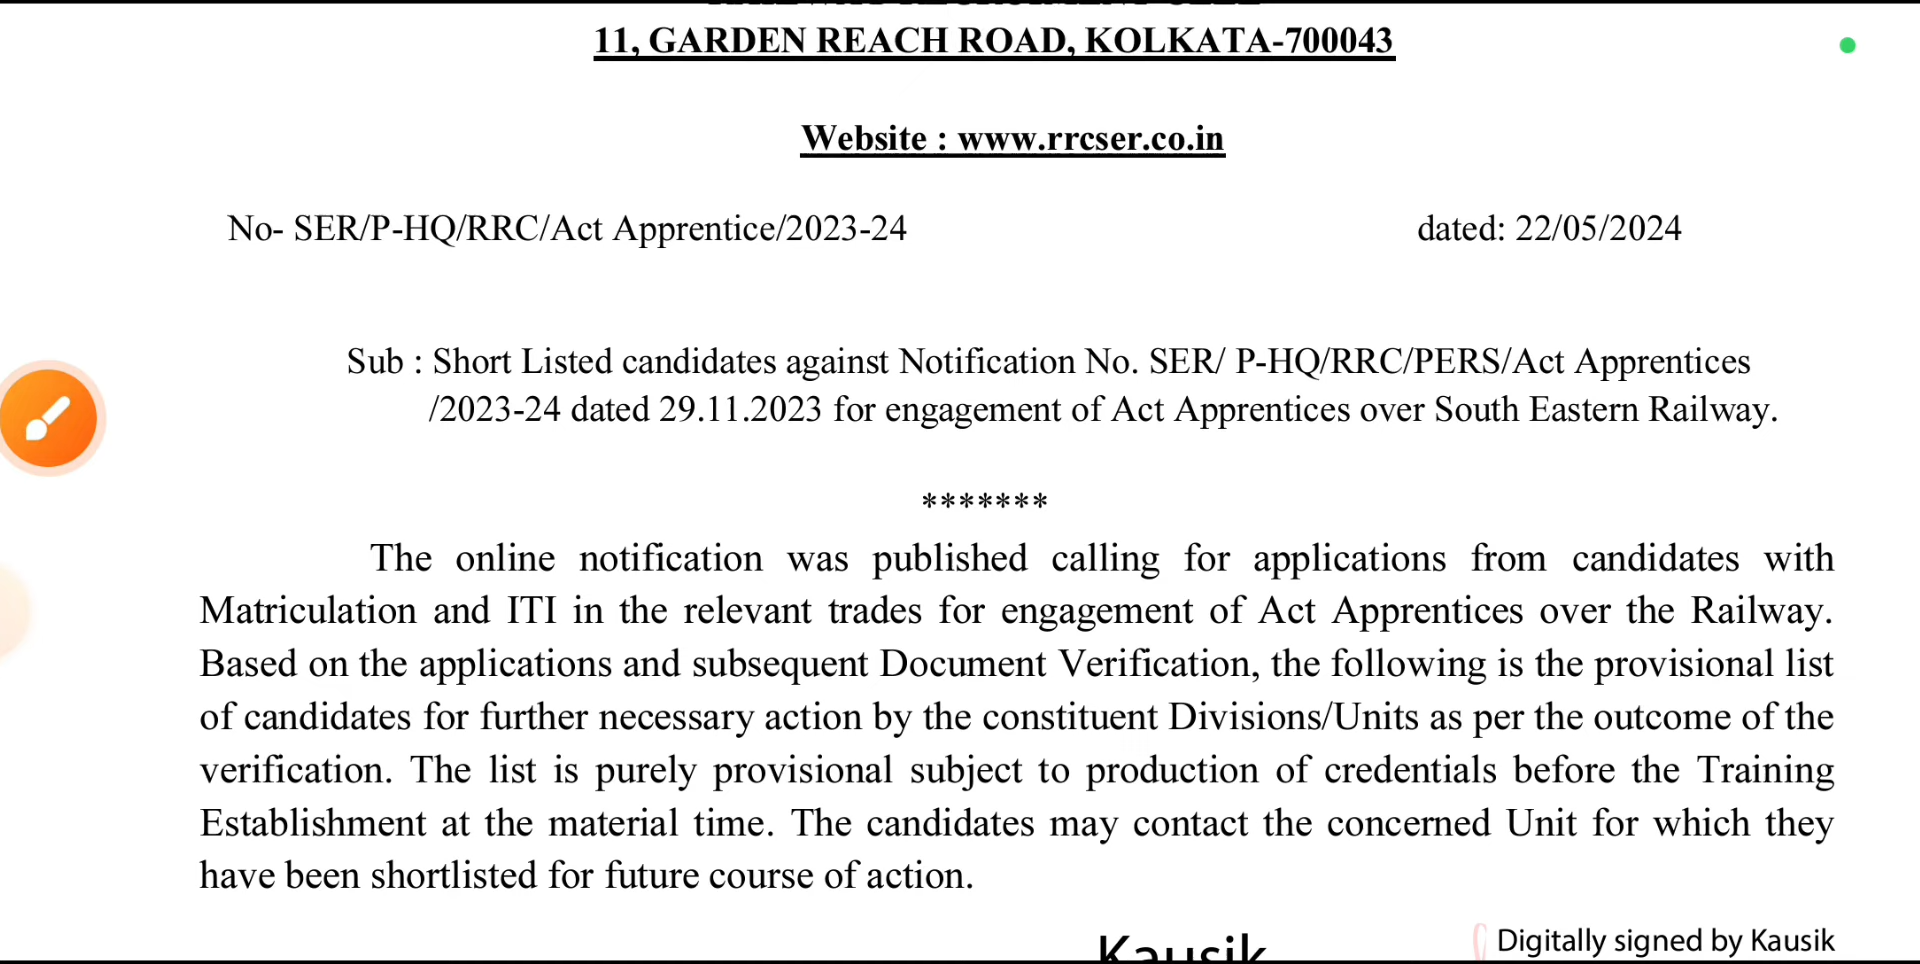 11, GARDEN REACH ROAD, KOLKATA-700043
Website : www.rrcser.co.in
No- SER/P-HQ/RRC/Act Apprentice/2023-24 dated: 22/05/2024
Sub : Short Listed candidates against Notification No. SER/ P-HQ/RRC/PERS/Act Apprentices
/2023-24 dated 29.11.2023 for engagement of Act Apprentices over South Eastern Railway.
*******
The online notification was published calling for applications from candidates with
Matriculation and ITI in the relevant trades for engagement of Act Apprentices over the Railway.
Based on the applications and subsequent Document Verification, the following is the provisional list
of candidates for further necessary action by the constituent Divisions/Units as per the outcome of the
verification. The list is purely provisional subject to production of credentials before the Training
Establishment at the material time. The candidates may contact the concerned Unit for which they
have been shortlisted for future course of action.
Kausik Digitally signed by Kausik